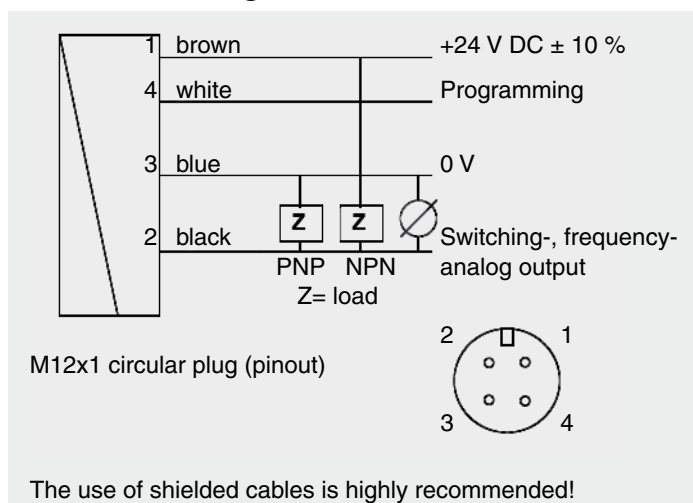 1 brown +24 V DC ± 10 %
4 white Programming
3 blue 0 V
Z Z
2 black Switching-, frequency-
PNP NPN analog output
Z= load
2 1
M12x1 circular plug (pinout)
3 4
The use of shielded cables is highly recommended!